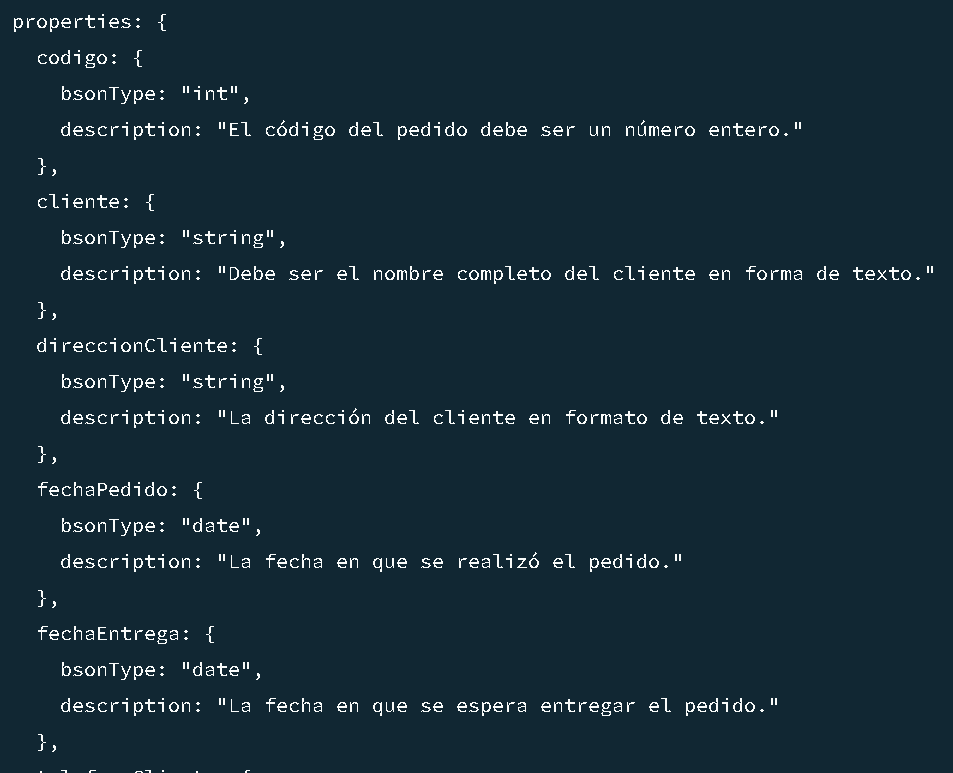 properties: {
codigo: {
bsonType: "int",
description: "El código del pedido debe ser un número entero."
},
cliente: {
bsonType: "string",
description: "Debe ser el nombre completo del cliente en forma de texto."
},
direccionCliente: {
bsonType: "string",
description: "La dirección del cliente en formato de texto."
},
fechaPedido: {
bsonType: "date",
description: "La fecha en que se realizó el pedido."
},
fechaEntrega: {
bsonType: "date",
description: "La fecha en que se espera entregar el pedido."
},